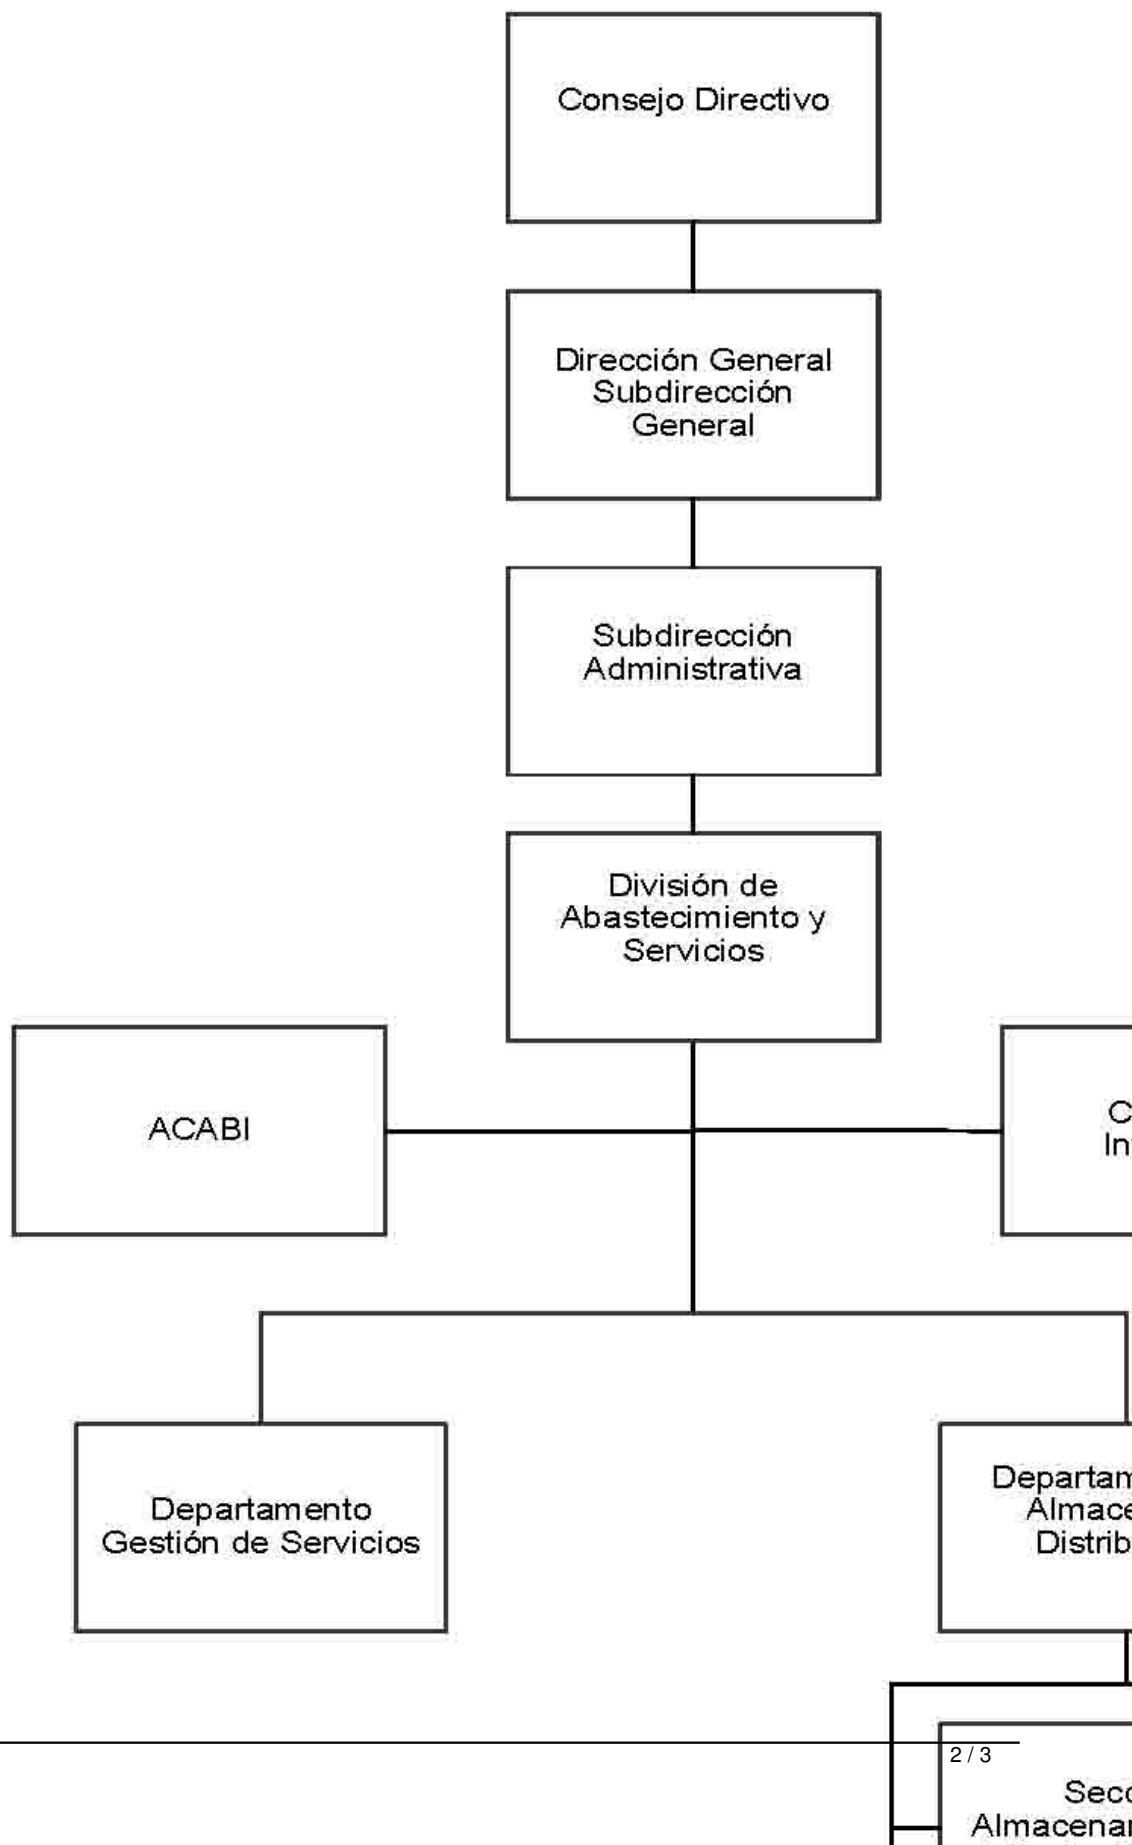 Consejo Directivo
Dirección General
Subdirección
General
Subdirección
Administrativa
División de
Abastecimiento y
Servicios
ACABI
Departamento
Gestión de Servicios
2 / 3